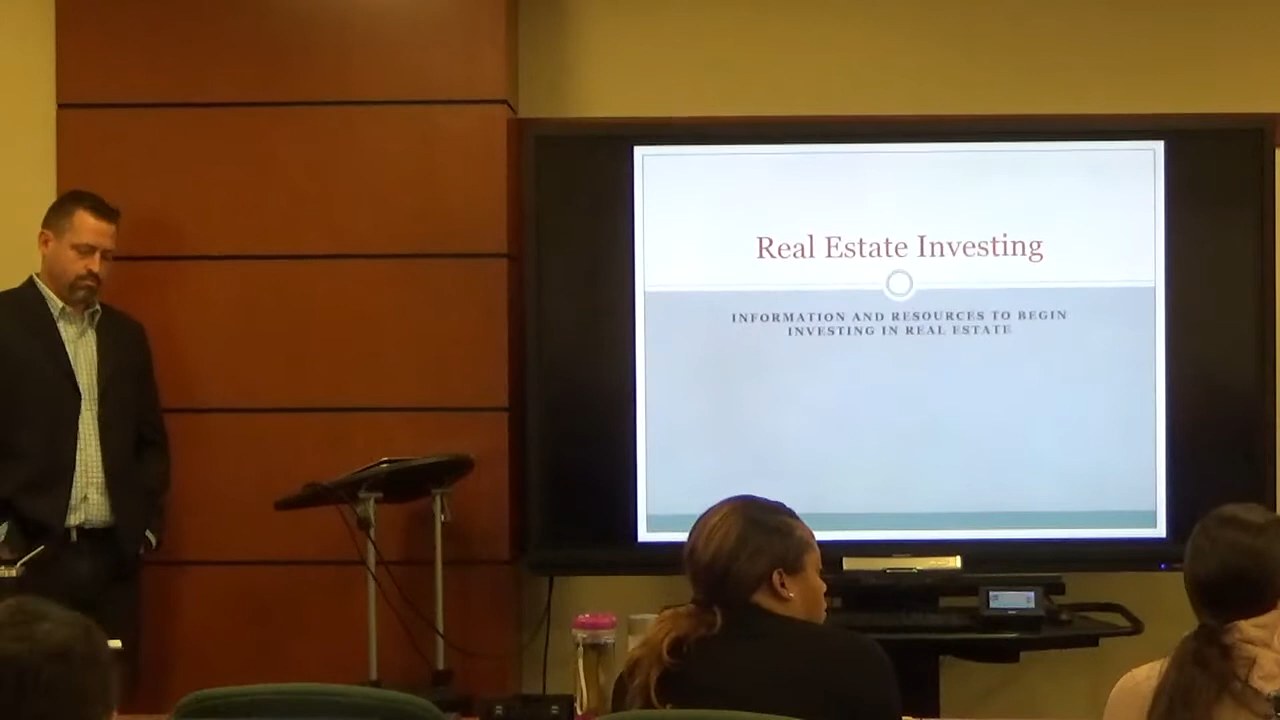 Real Estate Investing
INFORMATION AND RESOURCES TO BEGIN
INVESTING IN REAL ESTATE